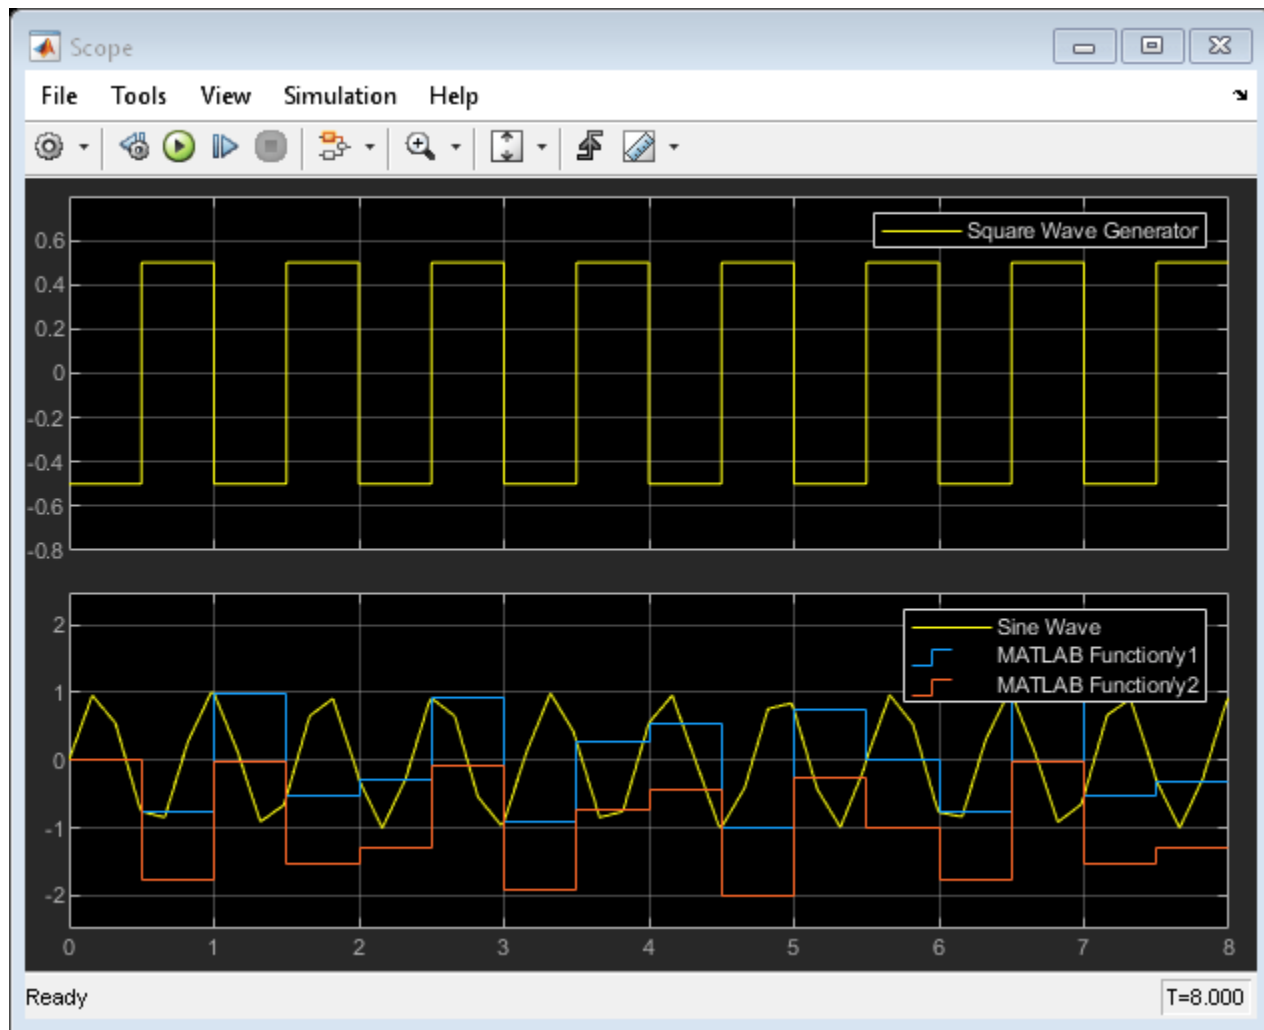 Scope
File Tools View Simulation Help
Square Wave Generator
0.6
0.4
0.2
0
-0.2
-0.4
-0.6
-0.8
Sine Wave
MATLAB Function/y1
MATLAB Function/y2
2
1
0
-1
-2
0 1 2 3 4 5 6 7 8
Ready T=8.000